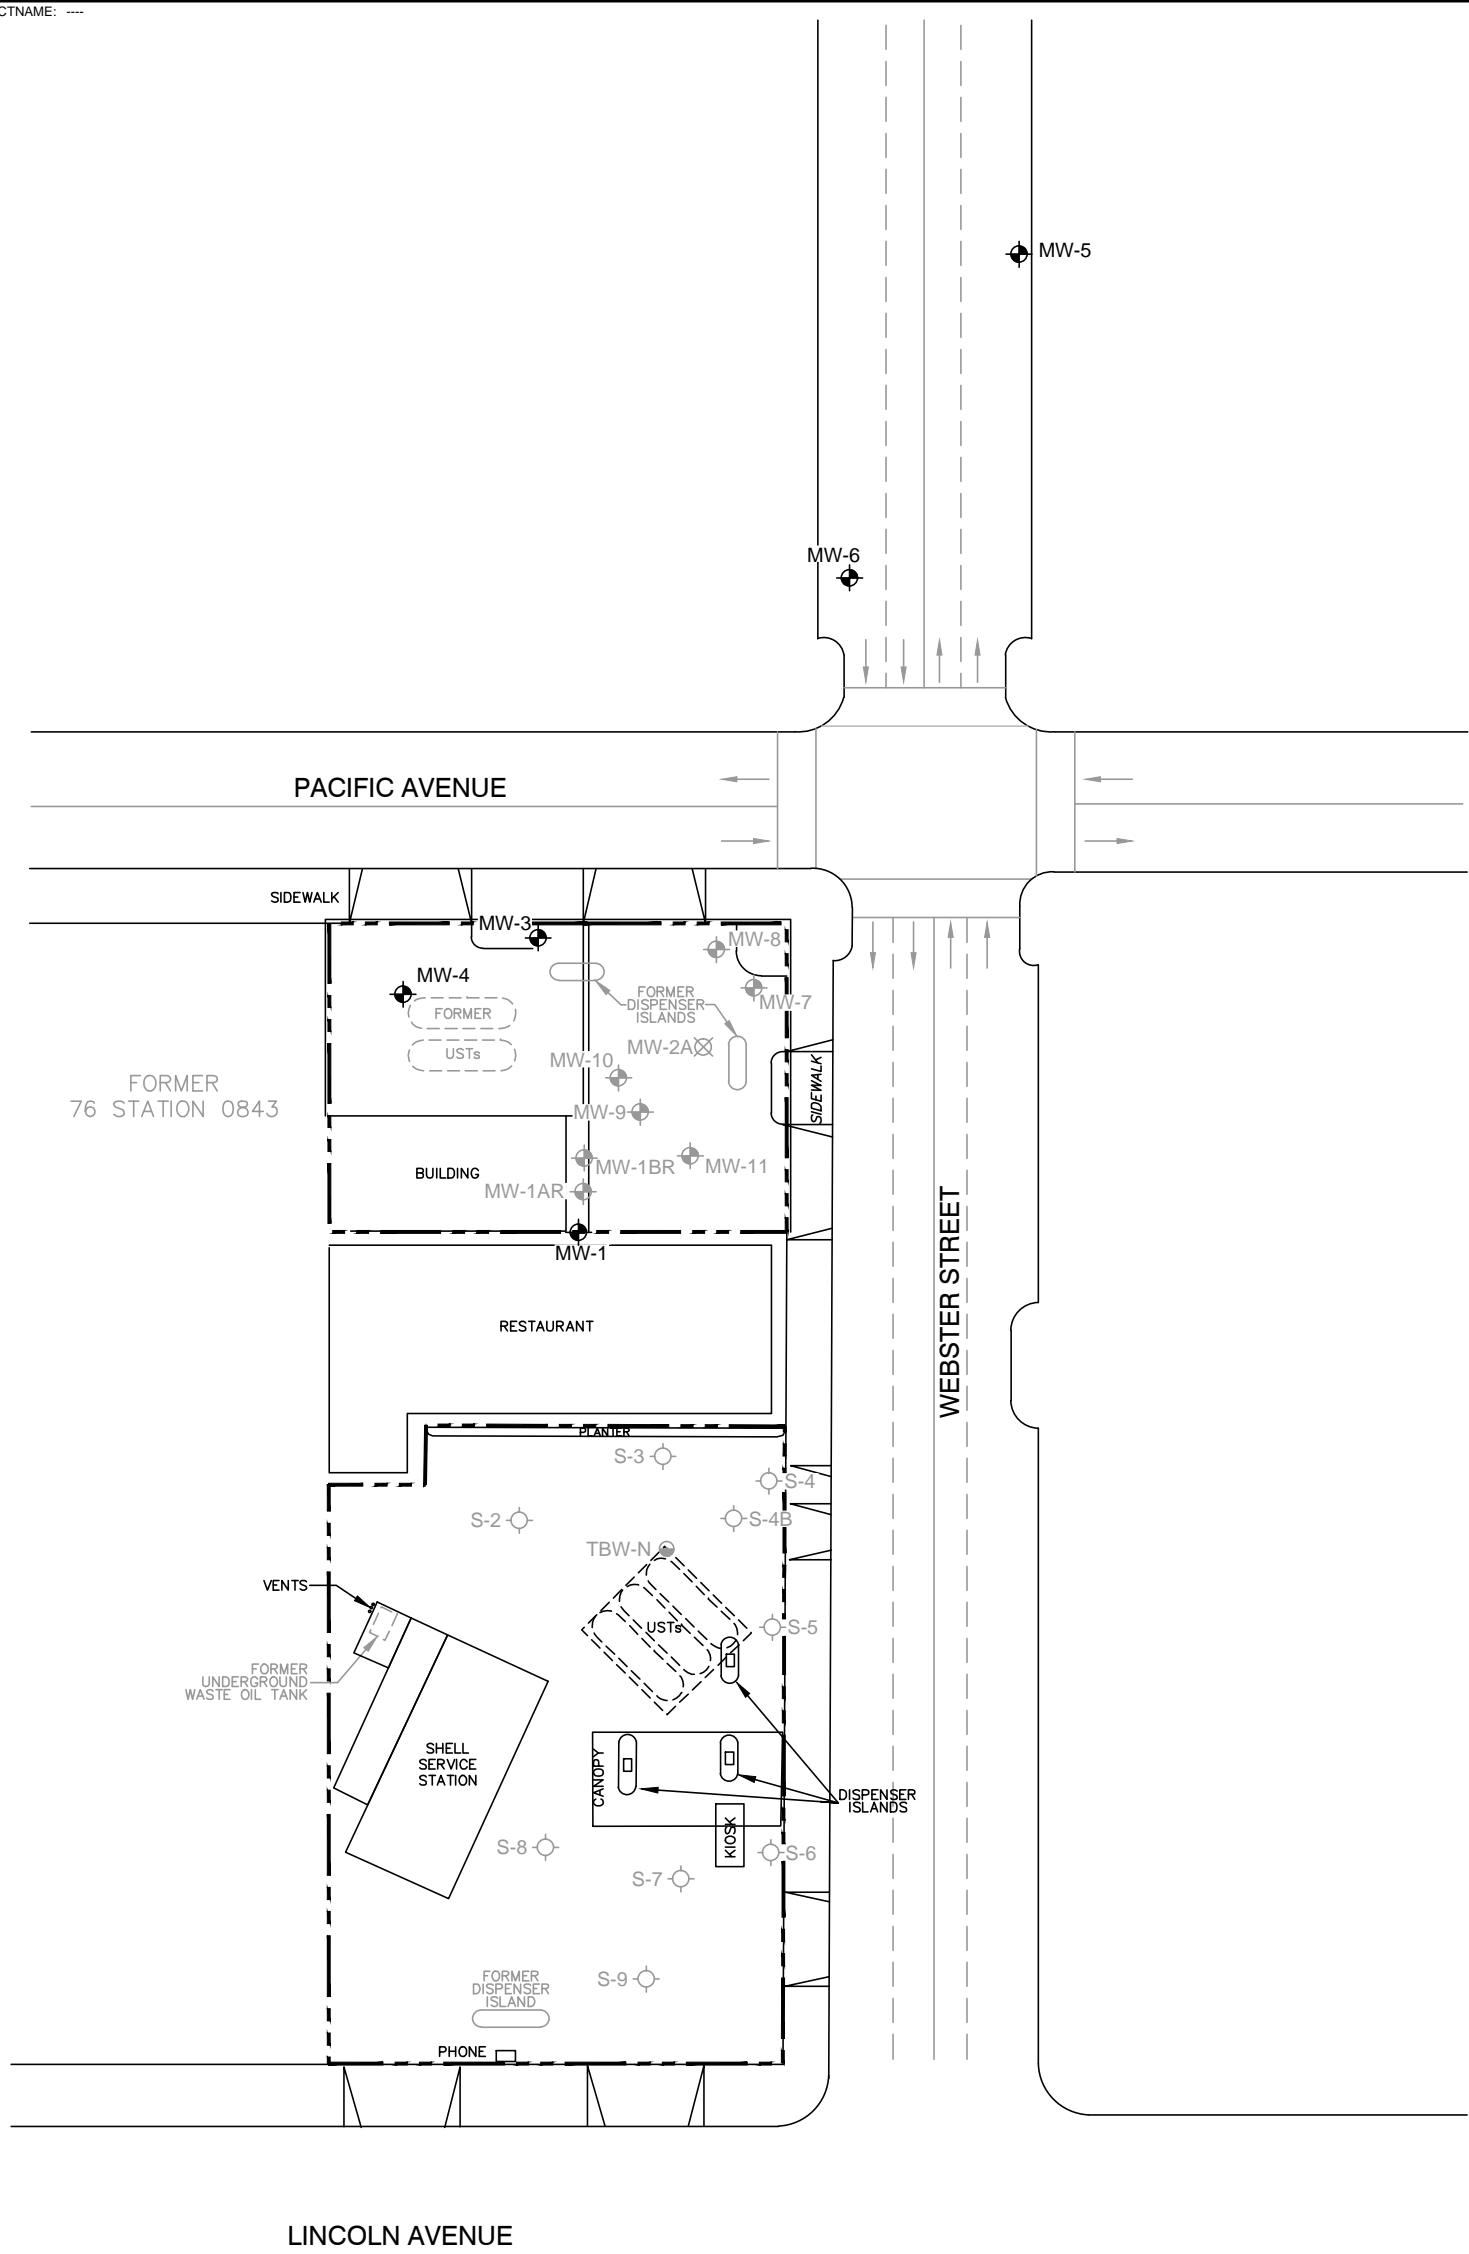 CTNAME: ----
MW-5
MW-6
PACIFIC AVENUE
SIDEWALK
MW-3
MW-8
MW-4
FORMER
DISPENSER
ISLANDS
MW-7
FORMER
USTs
MW-2A
MW-10
FORMER
76 STATION 0843
SIDEWALK
MW-9
BUILDING
MW-1BR
MW-11
MW-1AR
MW-1
WEBSTER STREET
RESTAURANT
PLANTER
S-3
S-4
S-2
S-4B
TBW-N
VENTS
USTs
S-5
FORMER
UNDERGROUND
WASTE OIL TANK
SHELL
SERVICE
STATION
CANOPY
DISPENSER
ISLANDS
KIOSK
S-8
S-6
S-7
S-9
FORMER
DISPENSER
ISLAND
PHONE
LINCOLN AVENUE